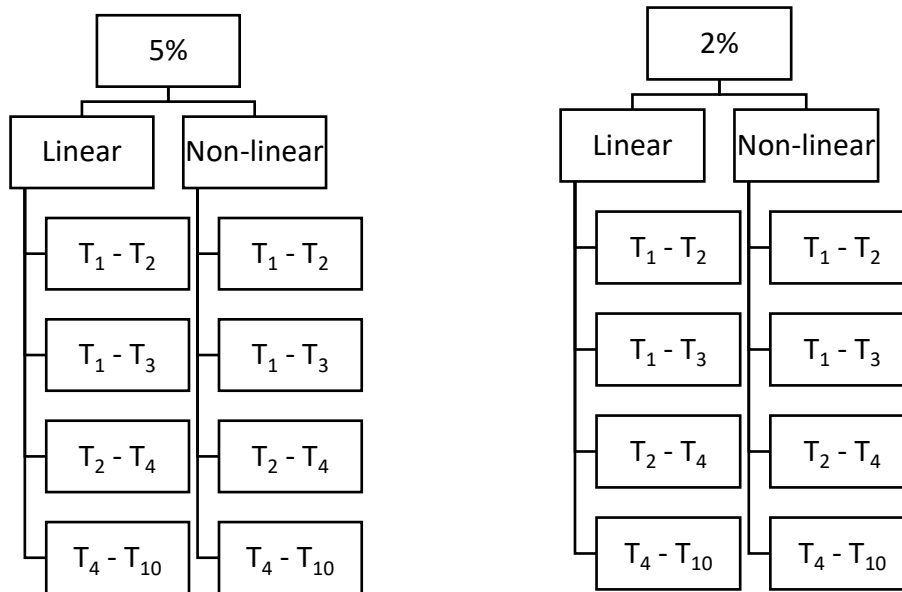 5%
Linear
Non-linear
T₁ - T₂
T₁ - T₂
T₁ - T₃
T₁ - T₃
T₂ - T₄
T₂ - T₄
T₄ - T₁₀
T₄ - T₁₀
2%
Linear
Non-linear
T₁ - T₂
T₁ - T₂
T₁ - T₃
T₁ - T₃
T₂ - T₄
T₂ - T₄
T₄ - T₁₀
T₄ - T₁₀